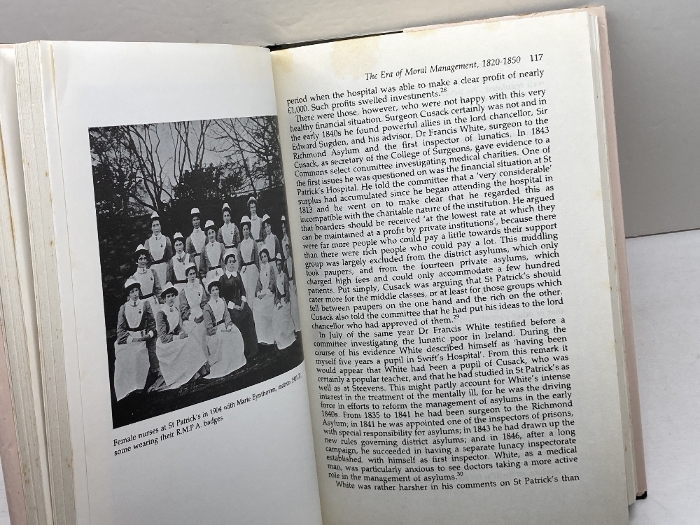 Female nurses at St Patrick's in 1904 with Marie Eynthoven, matron
some wearing their R.M.P.A. badges
The Era of Moral Management, 1820-1850 117
period when the hospital was able to make a clear profit of nearly
£1,000. Such profits swelled investments.28
There were those, however, who were not happy with this very
healthy financial situation. Surgeon Cusack certainly was not and in
the early 1840s he found powerful allies in the lord chancellor, Sir
Edward Sugden, and his advisor, Dr Francis White, surgeon to the
Richmond Asylum and the first inspector of lunatics. In 1843
Cusack, as secretary of the College of Surgeons, gave evidence to a
Commons select committee investigating medical charities. One of
the first issues he was questioned on was the financial situation at St
Patrick's Hospital. He told the committee that a 'very considerable'
surplus had accumulated since he began attending the hospital in
1813 and he went on to make clear that he regarded this as
incompatible with the charitable nature of the institution. He argued
that boarders should be received 'at the lowest rate at which they
can be maintained at a profit by private institutions', because there
were far more people who could pay a little towards their support
than there were rich people who could pay a lot. This middling
group was largely excluded from the district asylums, which only
took paupers, and from the fourteen private asylums, which
charged high fees and could only accommodate a few hundred
patients. Put simply, Cusack was arguing that St Patrick's should
cater more for the middle classes, or at least for those groups which
fell between paupers on the one hand and the rich on the other.
Cusack also told the committee that he had put his ideas to the lord
chancellor who had approved of them.29
In July of the same year Dr Francis White testified before a
committee investigating the lunatic poor in Ireland. During the
course of his evidence White described himself as 'having been
myself five years a pupil in Swift's Hospital'. From this remark it
would appear that White had been a pupil of Cusack, who was
certainly a popular teacher, and that he had studied in St Patrick's as
well as at Steevens. This might partly account for White's intense
interest in the treatment of the mentally ill, for he was the driving
force in efforts to reform the management of asylums in the early
1840s. From 1835 to 1841 he had been surgeon to the Richmond
Asylum; in 1841 he was appointed one of the inspectors of prisons,
with special responsibility for asylums; in 1843 he had drawn up the
new rules governing district asylums; and in 1846, after a long
campaign, he succeeded in having a separate lunacy inspectorate
established, with himself as first inspector. White, as a medical
man, was particularly anxious to see doctors taking a more active
role in the management of asylums.30
White was rather harsher in his comments on St Patrick's than